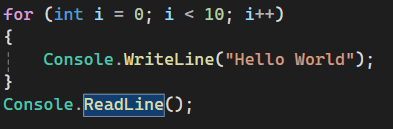 for (int i = 0; i < 10; i++)
{
    Console.WriteLine("Hello World");
}
Console.ReadLine();